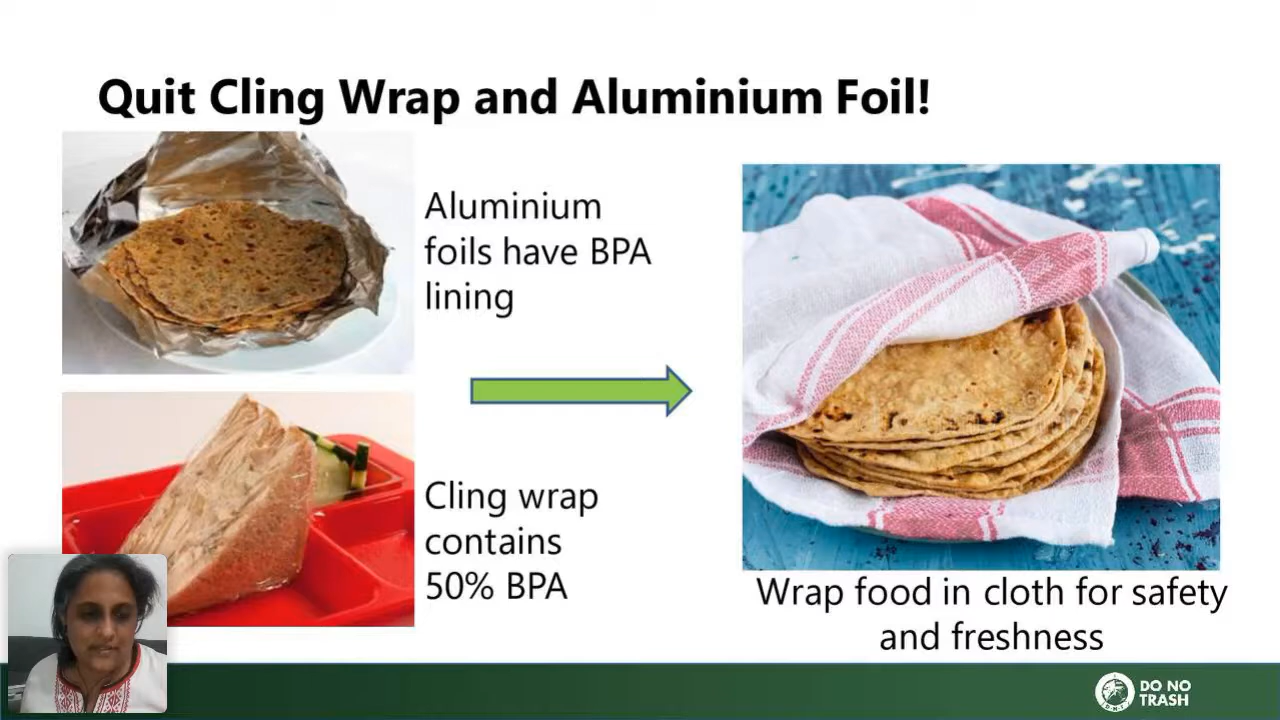 Quit Cling Wrap and Aluminium Foil!
Aluminium
foils have BPA
lining
Cling wrap
contains
50% BPA
Wrap food in cloth for safety
and freshness
DO NO
TRASH